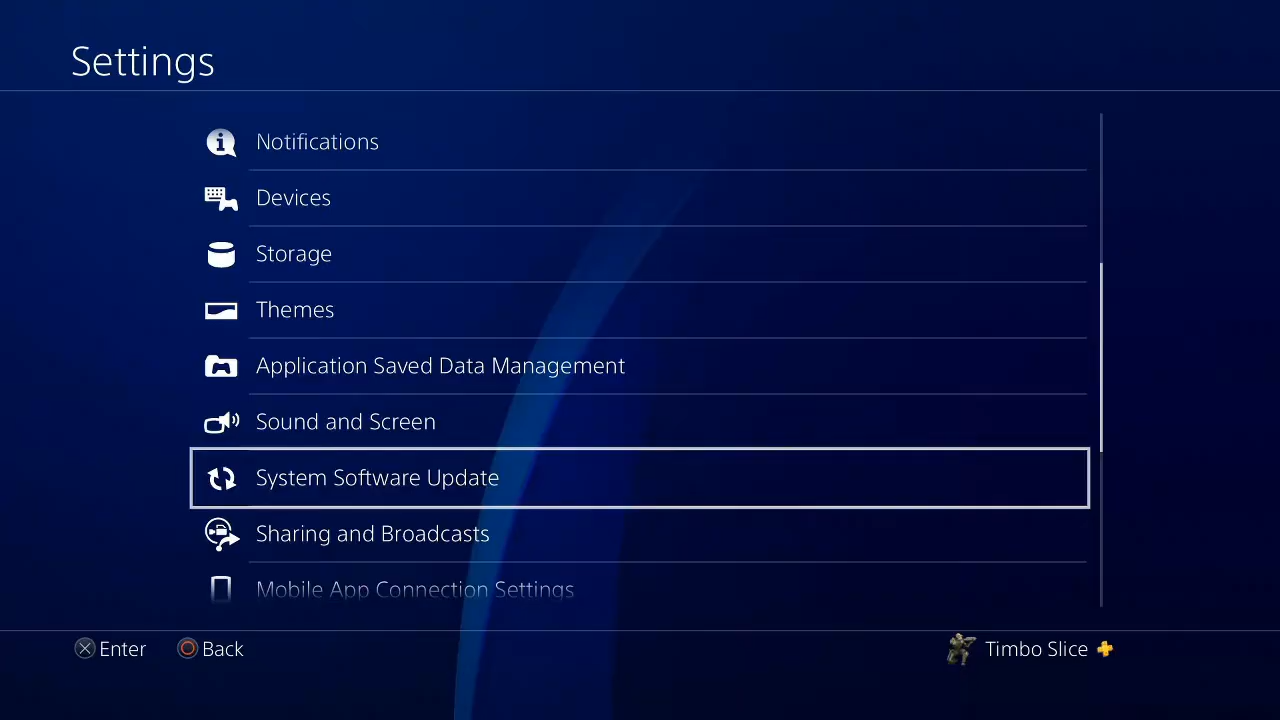 Settings
Notifications
Devices
Storage
Themes
Application Saved Data Management
Sound and Screen
System Software Update
Sharing and Broadcasts
Mobile App Connection Settings
Enter Back Timbo Slice